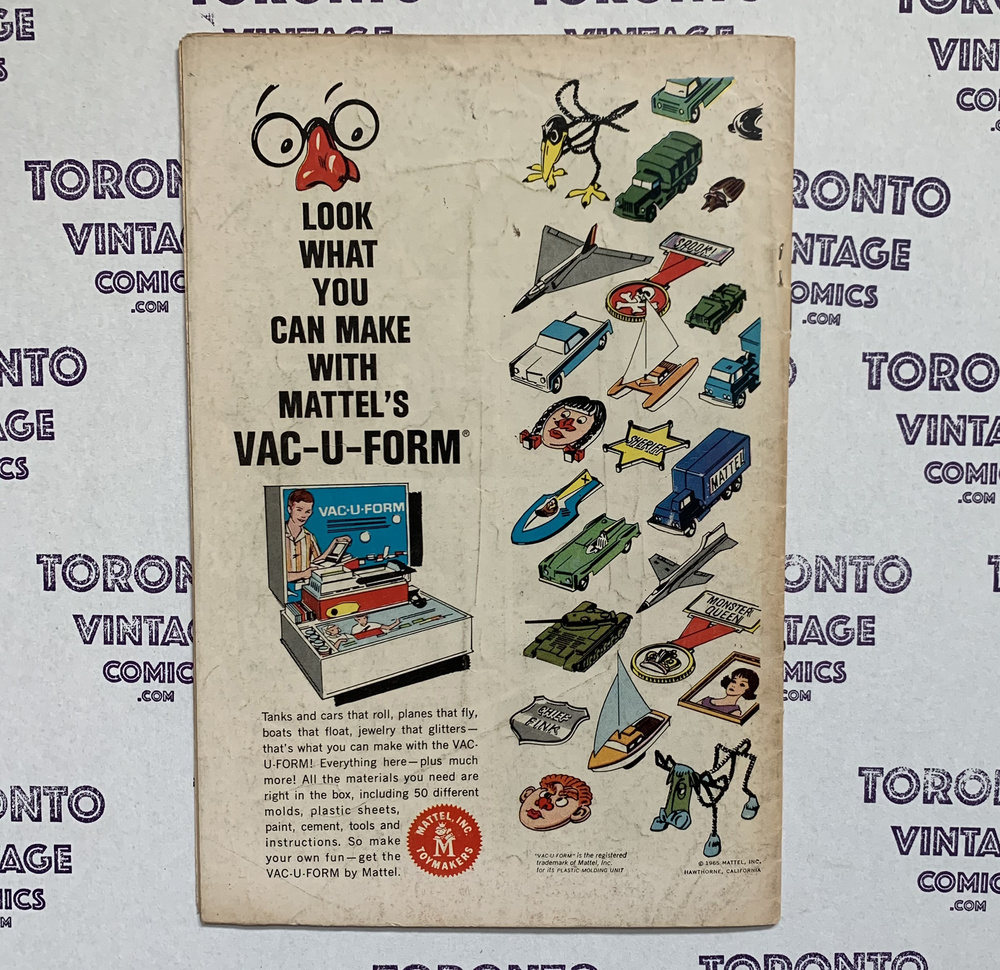 LOOK
WHAT
YOU
CAN MAKE
WITH
MATTEL'S
VAC-U-FORM®
VAC-U-FORM
Tanks and cars that roll, planes that fly,
boats that float, jewelry that glitters—
that's what you can make with the VAC-
U-FORM! Everything here—plus much
more! All the materials you need are
right in the box, including 50 different
molds, plastic sheets,
paint, cement, tools and
instructions. So make
your own fun—get the
VAC-U-FORM by Mattel.
MATTEL, INC.
M
TOYMAKERS
SPOOK!
SHERIFF
MATTEL
MONSTER
QUEEN
CHIEF
FINK
"VAC-U-FORM" is the registered
trademark of Mattel, Inc.
for its PLASTIC MOLDING UNIT
© 1965 MATTEL, INC.
HAWTHORNE, CALIFORNIA
TORONTO
VINTAGE
COMICS
.COM